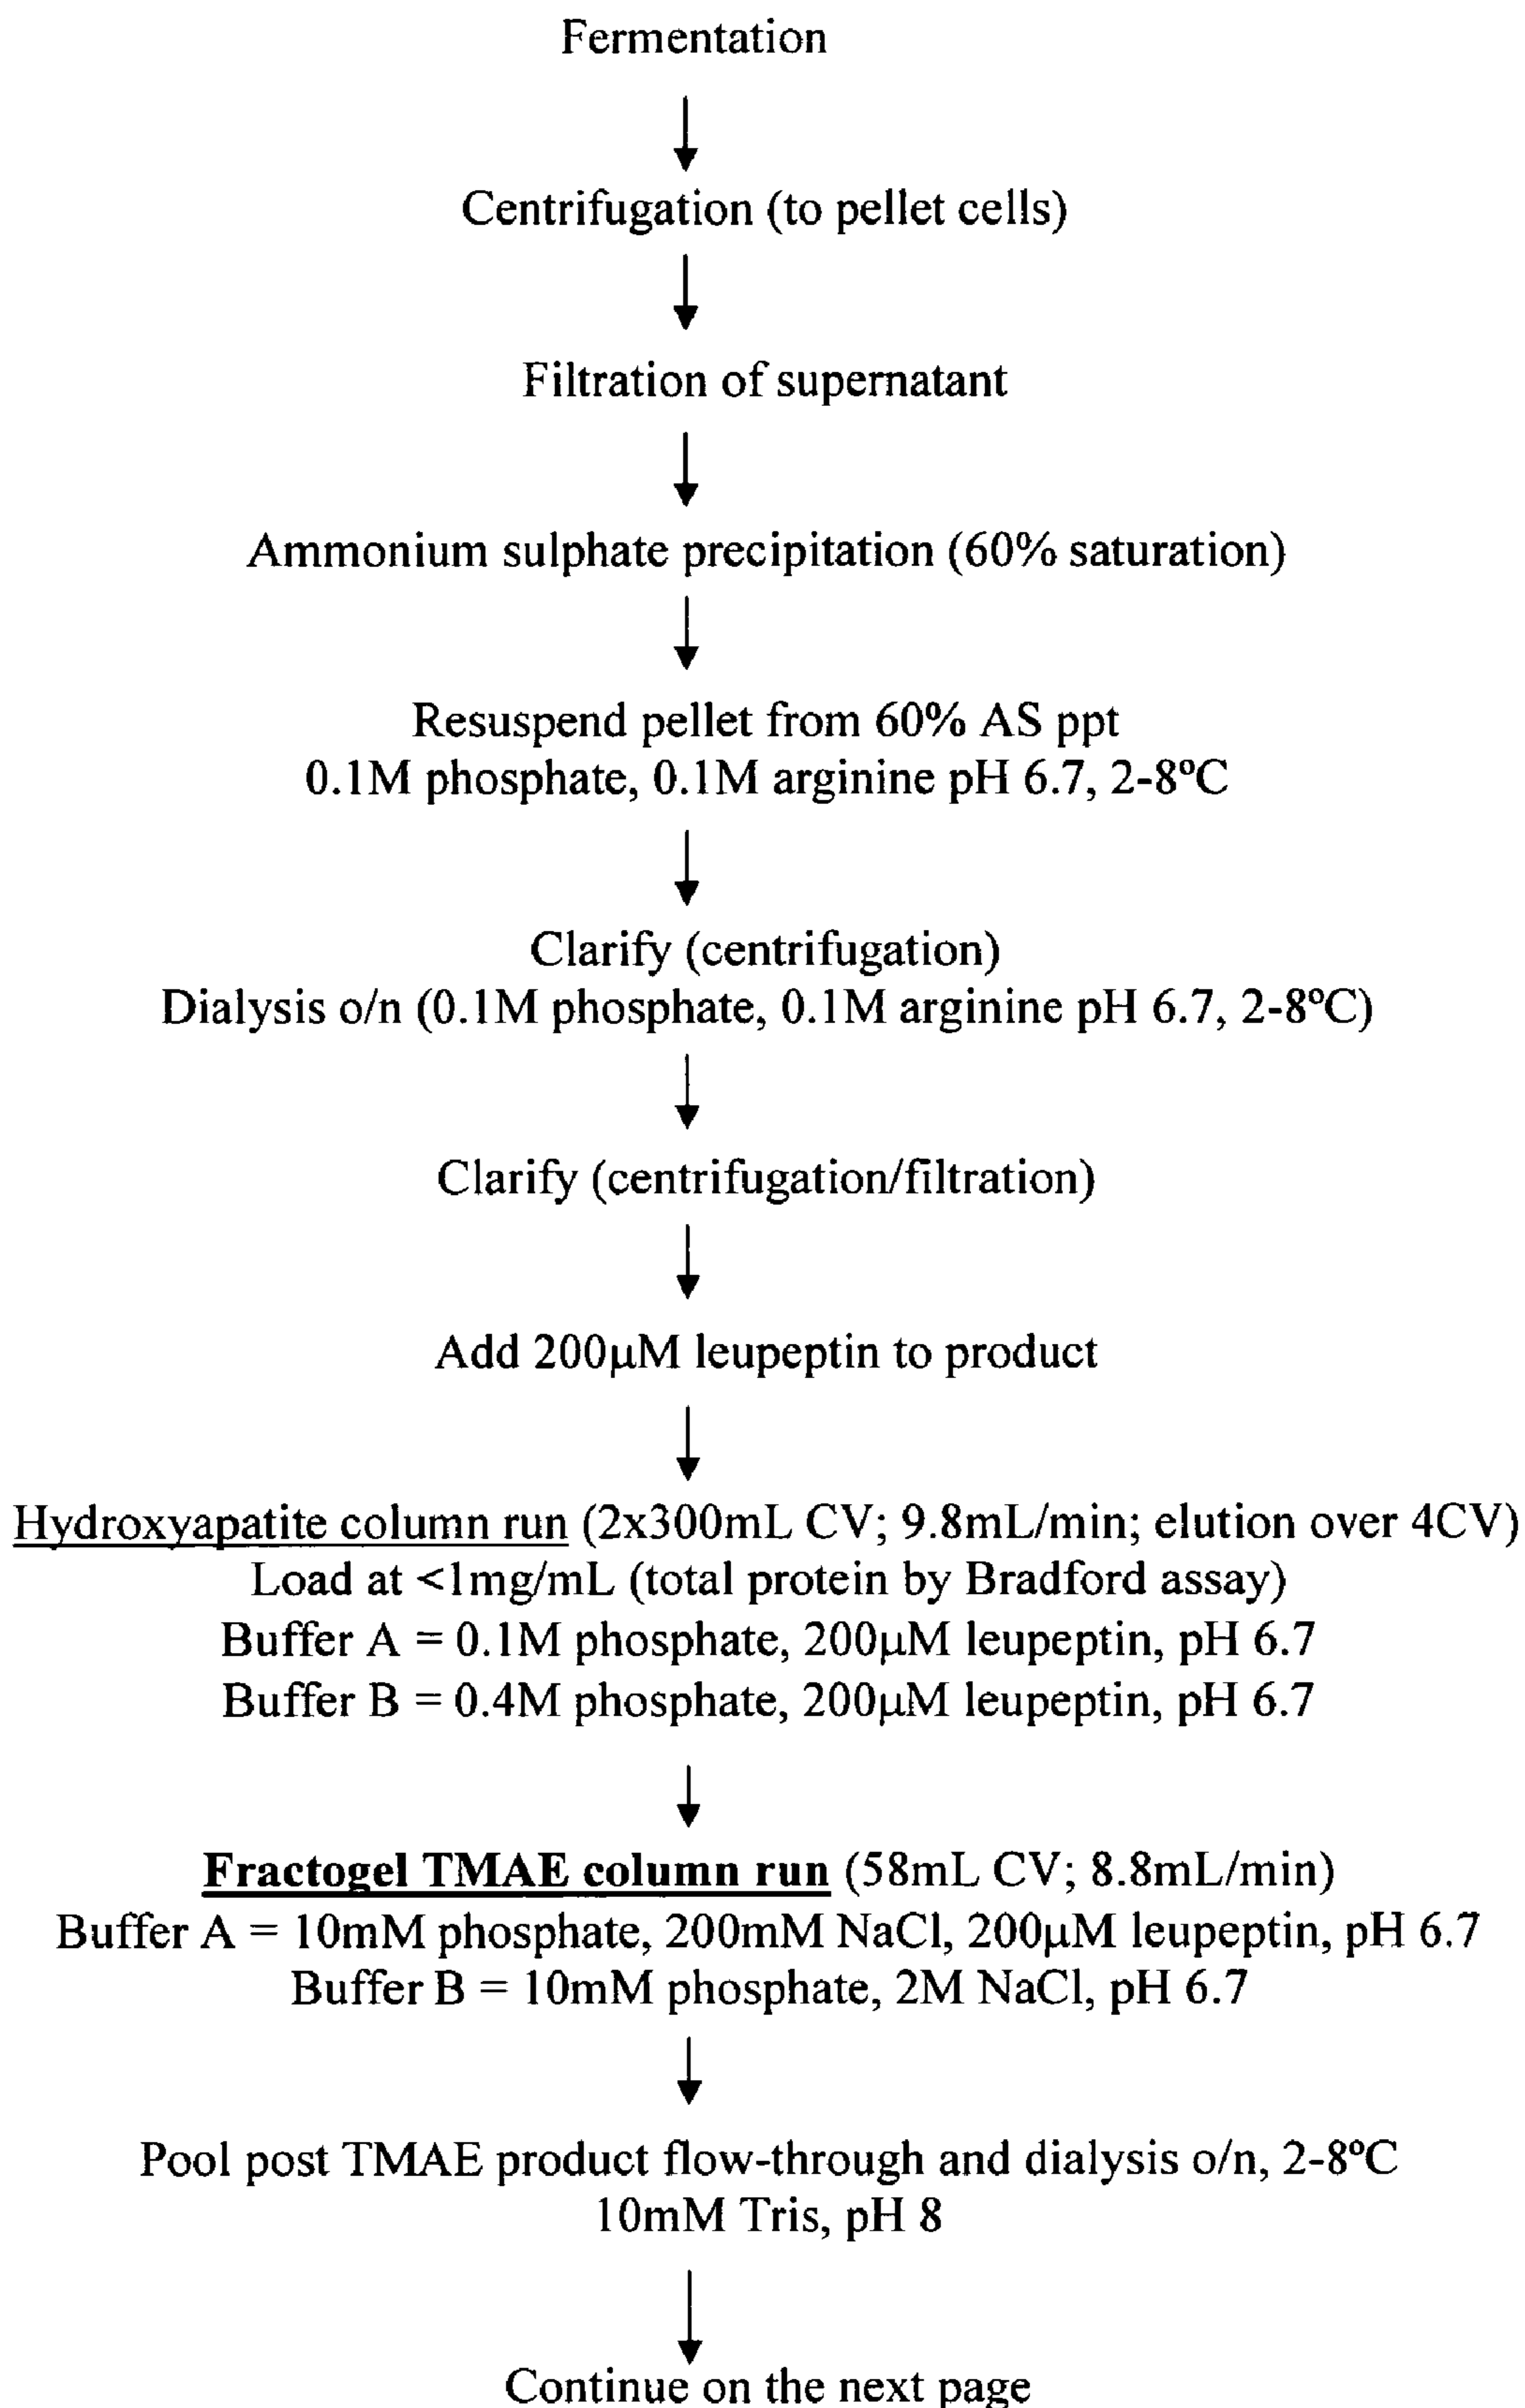 Fermentation
Centrifugation (to pellet cells)
Filtration of supernatant
Ammonium sulphate precipitation (60% saturation)
Resuspend pellet from 60% AS ppt
0.1M phosphate, 0.1M arginine pH 6.7, 2-8ºC
Clarify (centrifugation)
Dialysis o/n (0.1M phosphate, 0.1M arginine pH 6.7, 2-8ºC)
Clarify (centrifugation/filtration)
Add 200µM leupeptin to product
Hydroxyapatite column run (2x300mL CV; 9.8mL/min; elution over 4CV)
Load at <1mg/mL (total protein by Bradford assay)
Buffer A = 0.1M phosphate, 200µM leupeptin, pH 6.7
Buffer B = 0.4M phosphate, 200µM leupeptin, pH 6.7
Fractogel TMAE column run (58mL CV; 8.8mL/min)
Buffer A = 10mM phosphate, 200mM NaCl, 200µM leupeptin, pH 6.7
Buffer B = 10mM phosphate, 2M NaCl, pH 6.7
Pool post TMAE product flow-through and dialysis o/n, 2-8ºC
10mM Tris, pH 8
Continue on the next page